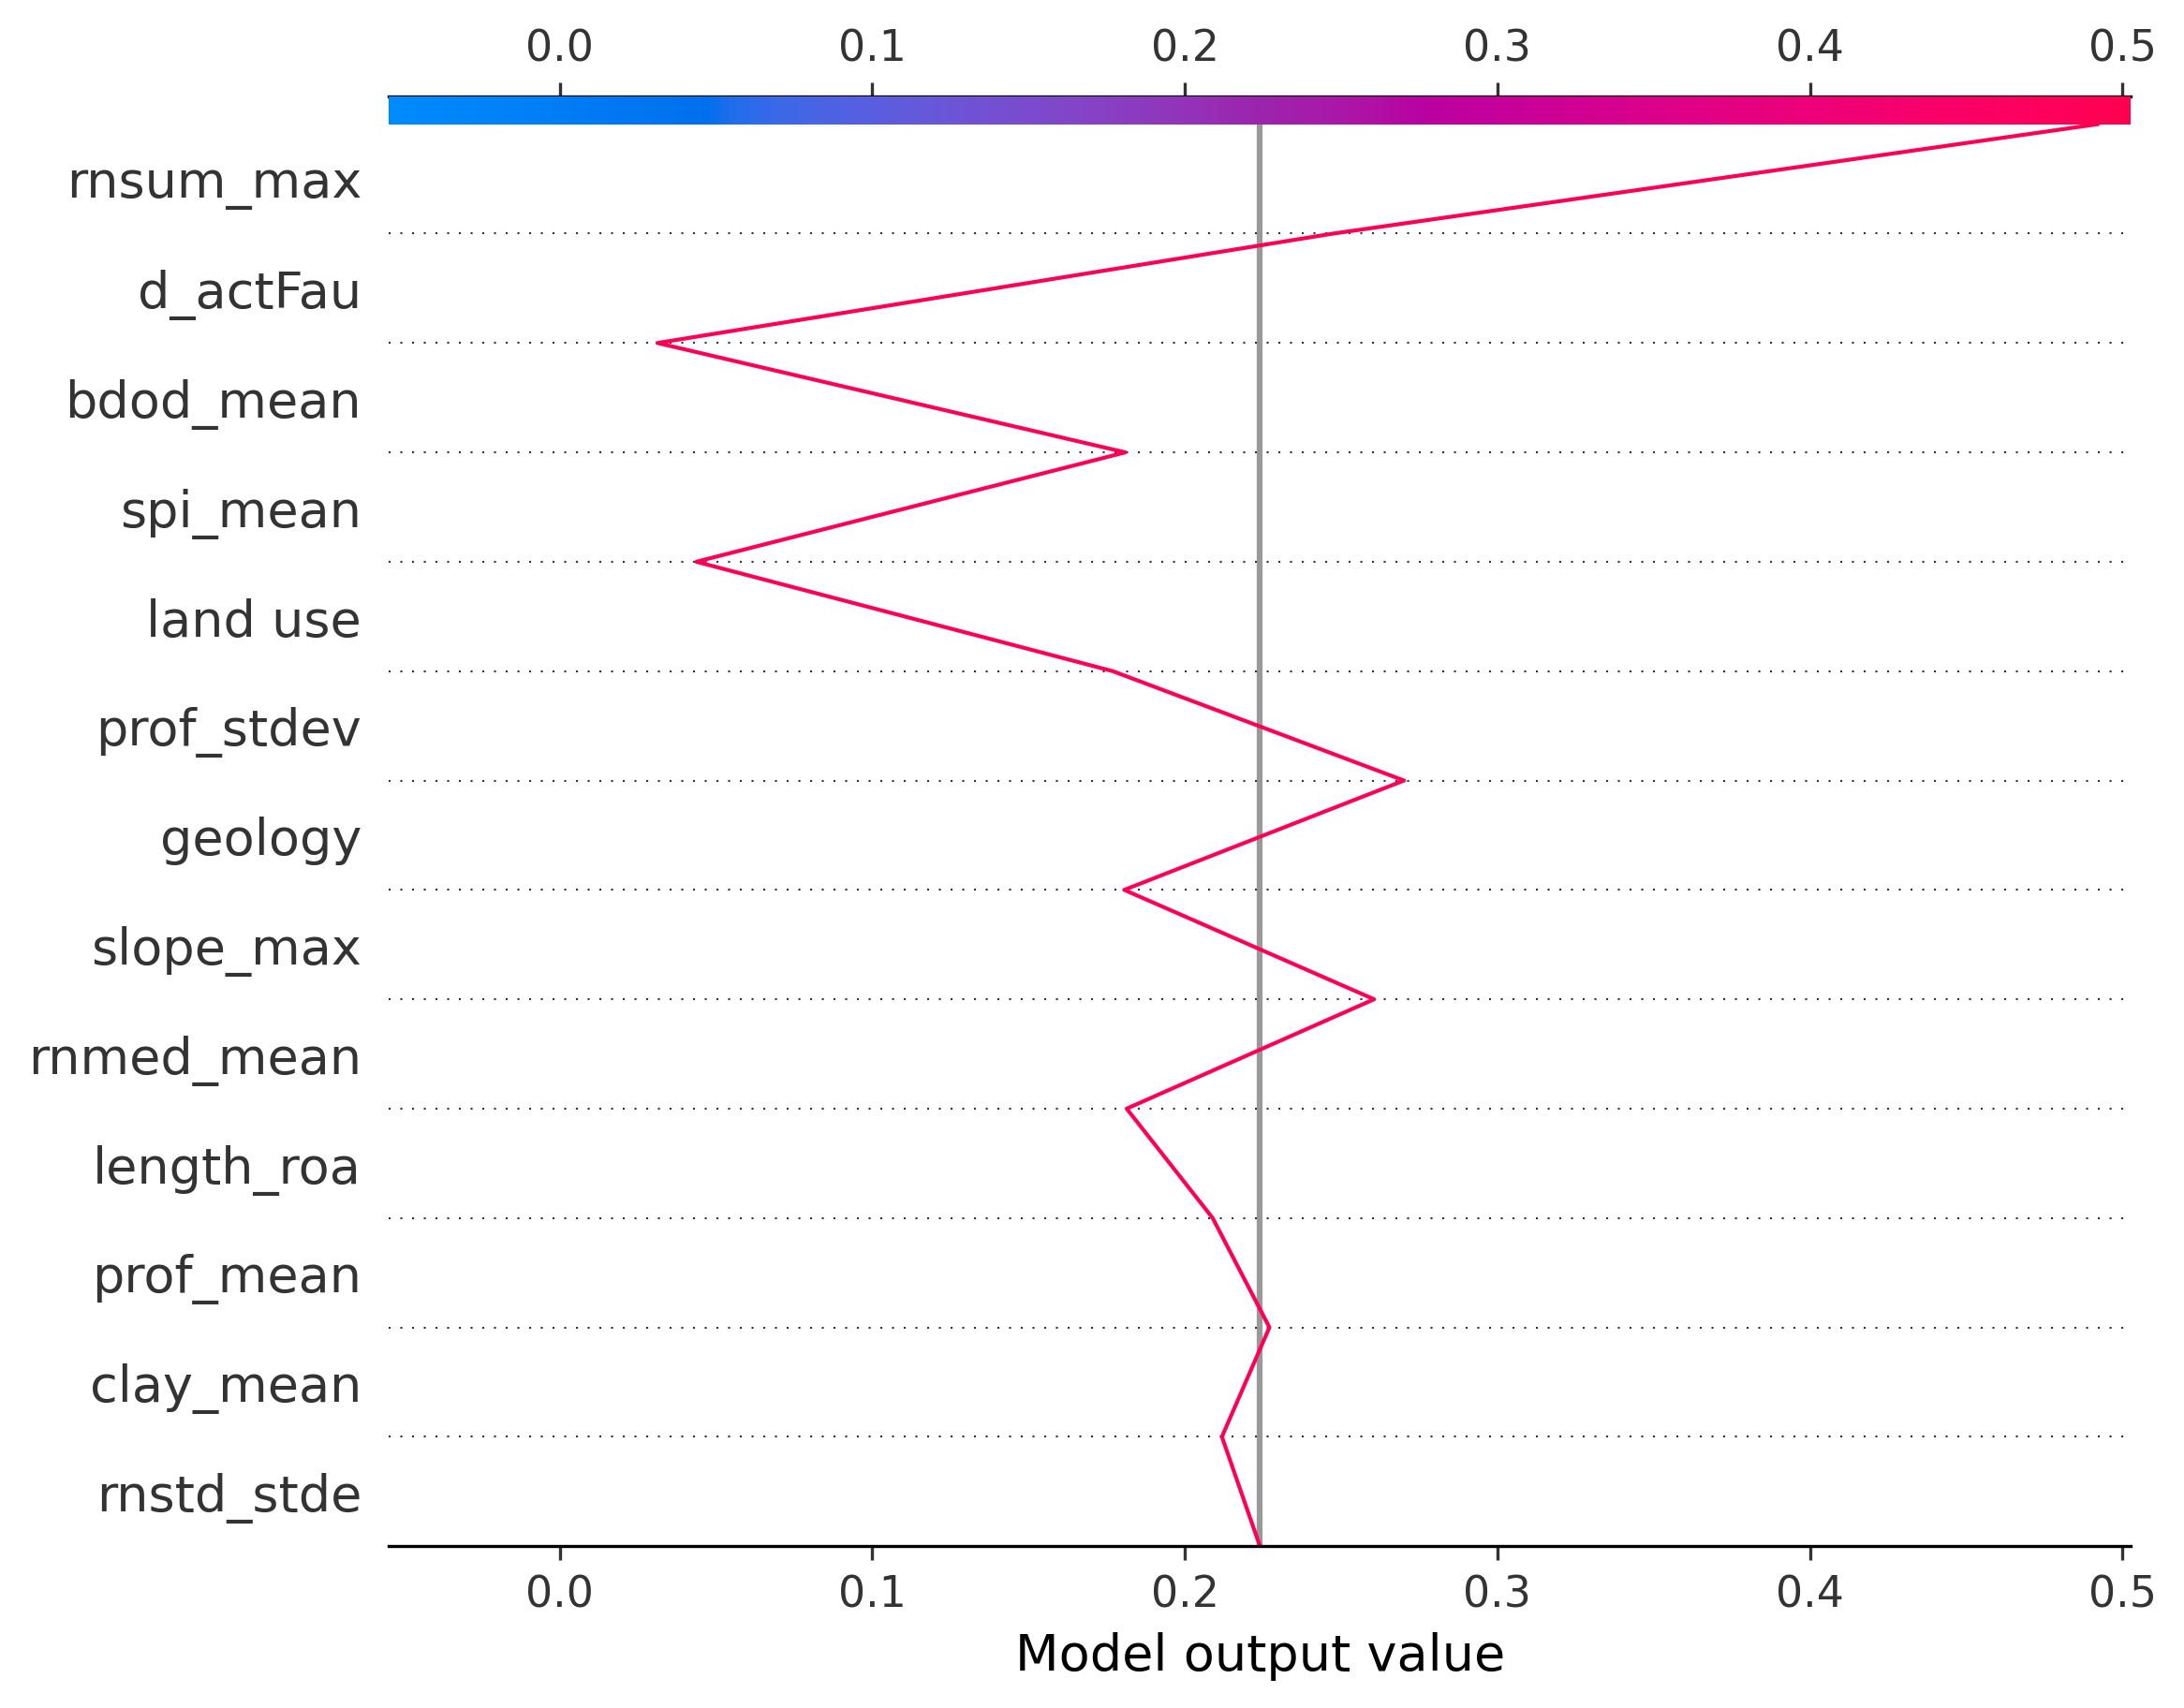 0.0 0.1 0.2 0.3 0.4 0.5
rnsum_max
d_actFau
bdod_mean
spi_mean
land use
prof_stdev
geology
slope_max
rnmed_mean
length_roa
prof_mean
clay_mean
rnstd_stde
0.0 0.1 0.2 0.3 0.4 0.5
Model output value